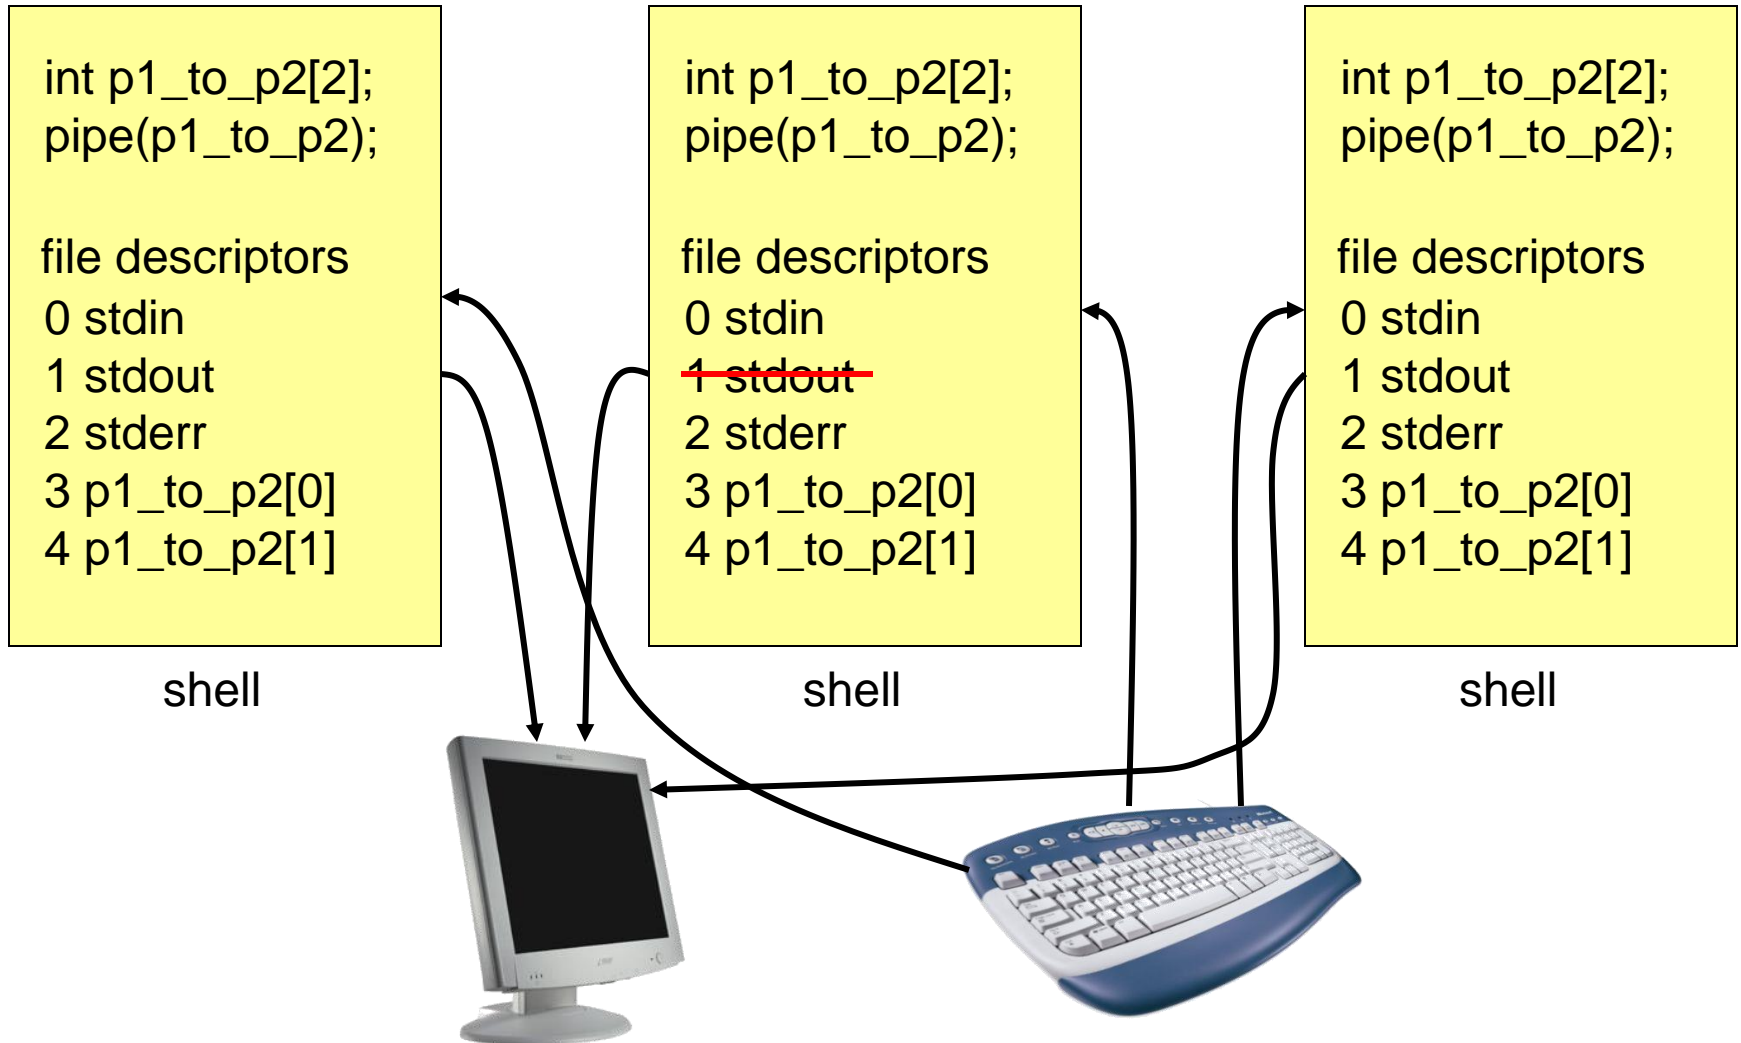 int p1_to_p2[2];
pipe(p1_to_p2);
file descriptors
0 stdin
1 stdout
2 stderr
3 p1_to_p2[0]
4 p1_to_p2[1]
shell
int p1_to_p2[2];
pipe(p1_to_p2);
file descriptors
0 stdin
1 stdout
2 stderr
3 p1_to_p2[0]
4 p1_to_p2[1]
shell
int p1_to_p2[2];
pipe(p1_to_p2);
file descriptors
0 stdin
1 stdout
2 stderr
3 p1_to_p2[0]
4 p1_to_p2[1]
shell